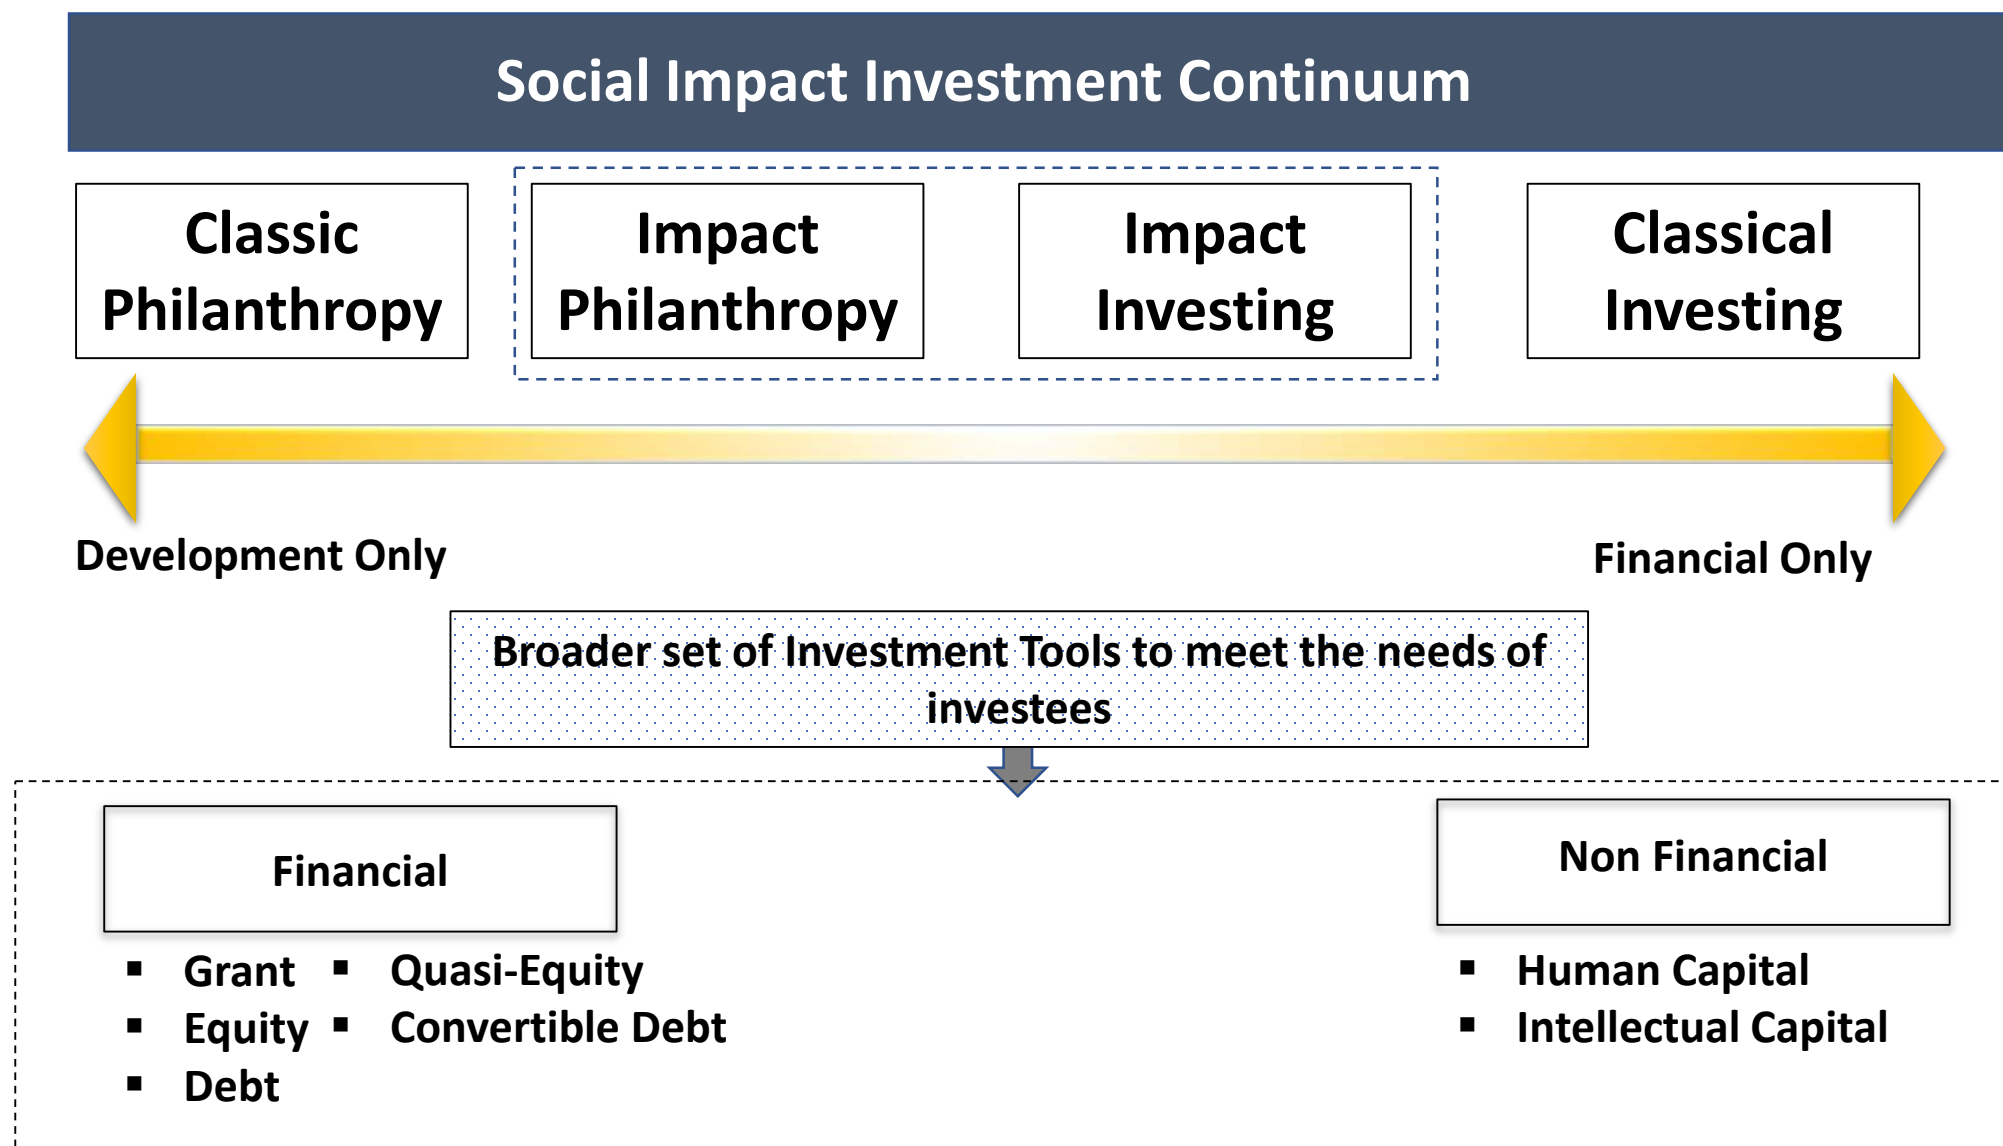 Social Impact Investment Continuum
Classic
Philanthropy
Impact
Philanthropy
Impact
Investing
Classical
Investing
Development Only
Financial Only
Broader set of Investment Tools to meet the needs of
investees
Financial
▪ Grant
▪ Equity
▪ Debt
▪ Quasi-Equity
▪ Convertible Debt
Non Financial
▪ Human Capital
▪ Intellectual Capital